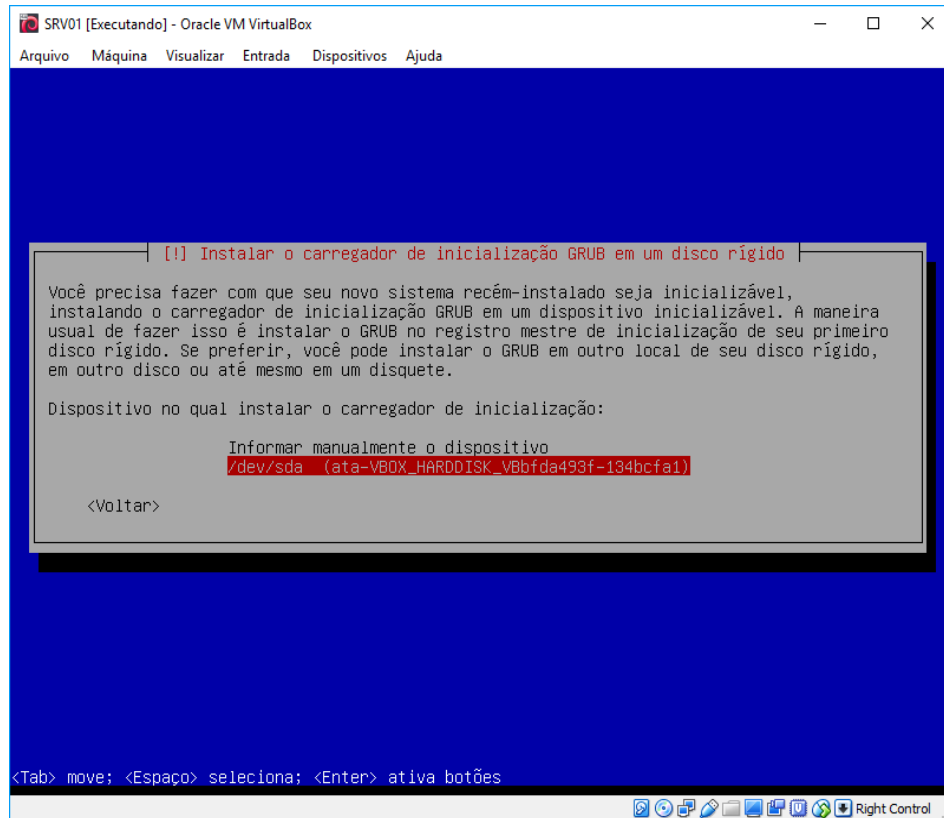 SRV01 [Executando] - Oracle VM VirtualBox
Arquivo Máquina Visualizar Entrada Dispositivos Ajuda
[!] Instalar o carregador de inicialização GRUB em um disco rígido
Você precisa fazer com que seu novo sistema recém-instalado seja inicializável,
instalando o carregador de inicialização GRUB em um dispositivo inicializável. A maneira
usual de fazer isso é instalar o GRUB no registro mestre de inicialização de seu primeiro
disco rígido. Se preferir, você pode instalar o GRUB em outro local de seu disco rígido,
em outro disco ou até mesmo em um disquete.
Dispositivo no qual instalar o carregador de inicialização:
Informar manualmente o dispositivo
/dev/sda (ata-VBOX_HARDDISK_VBbfda493f-134bcfa1)
<Voltar>
<Tab> move; <Espaço> seleciona; <Enter> ativa botões
Right Control